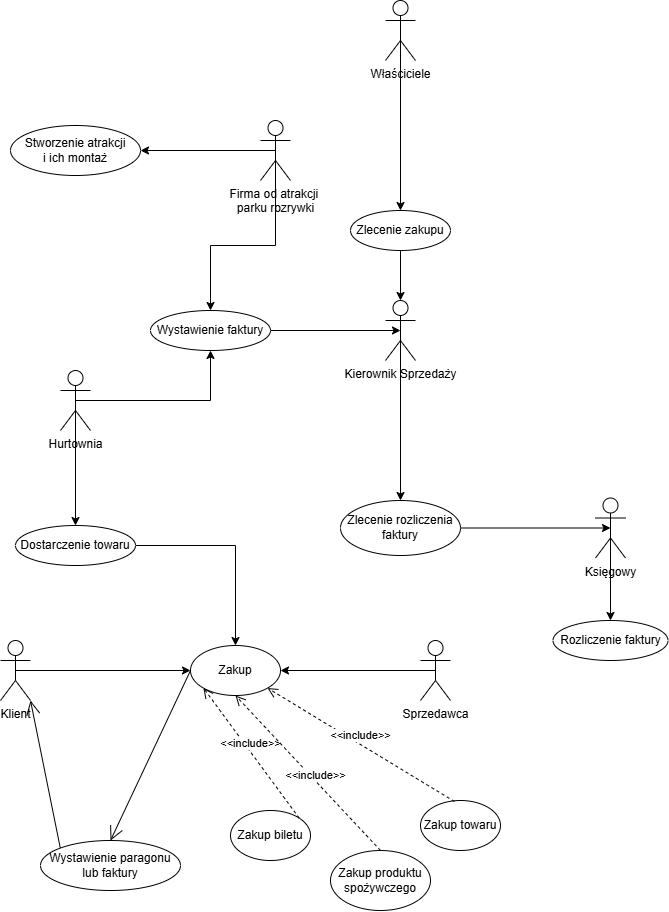 Właściciele
Stworzenie atrakcji
i ich montaż
Firma od atrakcji
parku rozrywki
Zlecenie zakupu
Wystawienie faktury
Kierownik Sprzedaży
Hurtownia
Zlecenie rozliczenia
faktury
Dostarczenie towaru
Księgowy
Rozliczenie faktury
Zakup
Klient
Sprzedawca
<<include>>
<<include>>
<<include>>
Zakup biletu
Zakup towaru
Wystawienie paragonu
lub faktury
Zakup produktu
spożywczego